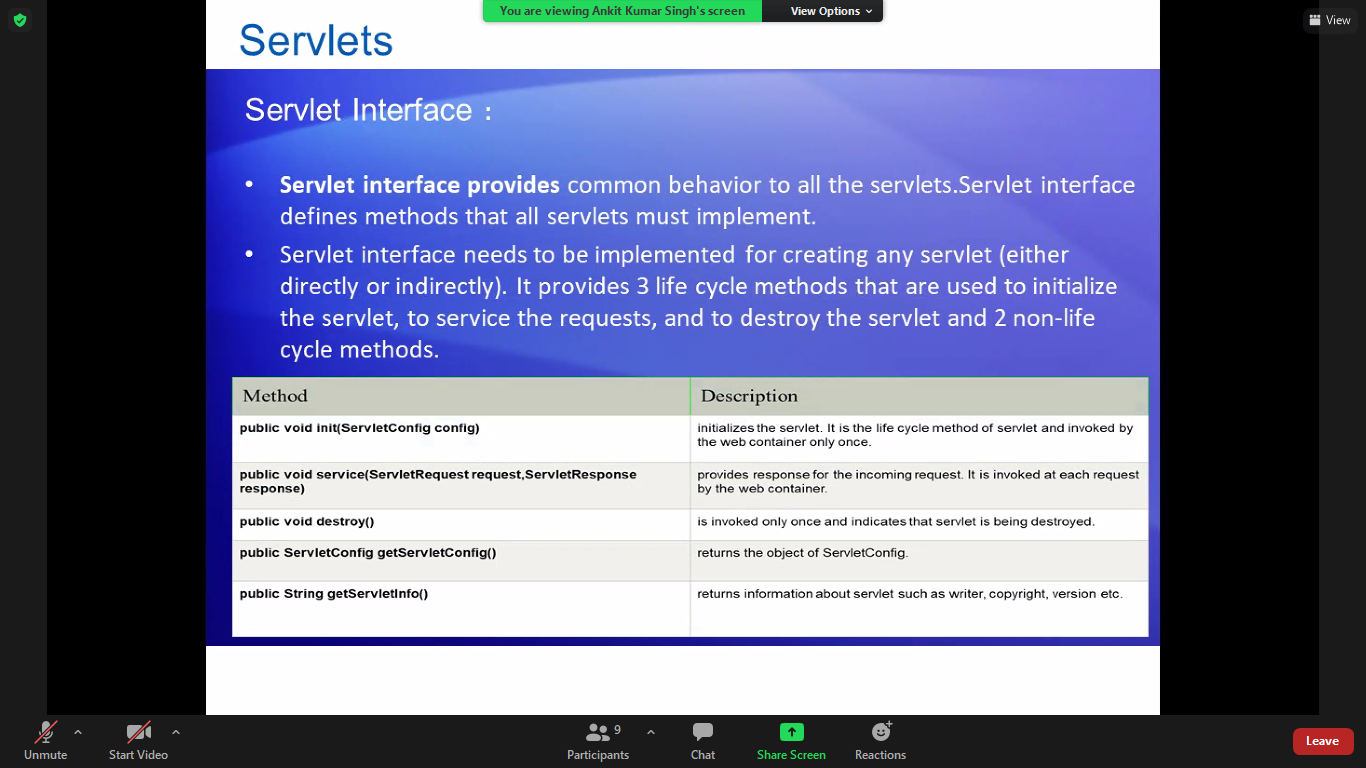 You are viewing Ankit Kumar Singh's screen
View Options
View
Servlets
Servlet Interface :
• Servlet interface provides common behavior to all the servlets.Servlet interface
defines methods that all servlets must implement.
• Servlet interface needs to be implemented for creating any servlet (either
directly or indirectly). It provides 3 life cycle methods that are used to initialize
the servlet, to service the requests, and to destroy the servlet and 2 non-life
cycle methods.
Method
Description
public void init(ServletConfig config)
initializes the servlet. It is the life cycle method of servlet and invoked by
the web container only once.
public void service(ServletRequest request,ServletResponse
response)
provides response for the incoming request. It is invoked at each request
by the web container.
public void destroy()
is invoked only once and indicates that servlet is being destroyed.
public ServletConfig getServletConfig()
returns the object of ServletConfig.
public String getServletInfo()
returns information about servlet such as writer, copyright, version etc.
Unmute
Start Video
9
Participants
Chat
Share Screen
Reactions
Leave